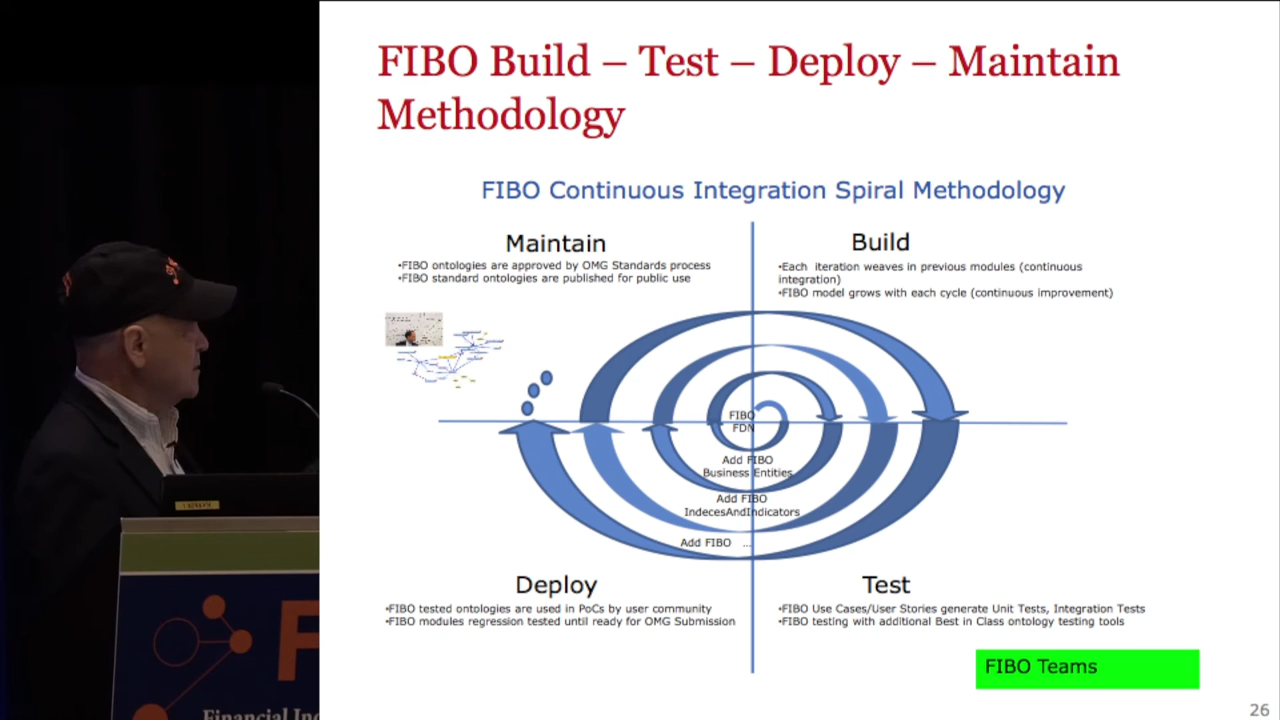 FIBO Build – Test – Deploy – Maintain
Methodology
FIBO Continuous Integration Spiral Methodology
Maintain
•FIBO ontologies are approved by OMG Standards process
•FIBO standard ontologies are published for public use
Build
•Each iteration weaves in previous modules (continuous
integration)
•FIBO model grows with each cycle (continuous improvement)
FIBO
FDN
Add FIBO
Business Entities
Add FIBO
IndecesAndIndicators
Add FIBO ...
Deploy
•FIBO tested ontologies are used in PoCs by user community
•FIBO modules regression tested until ready for OMG Submission
Test
•FIBO Use Cases/User Stories generate Unit Tests, Integration Tests
•FIBO testing with additional Best in Class ontology testing tools
FIBO Teams
26
F
Financial